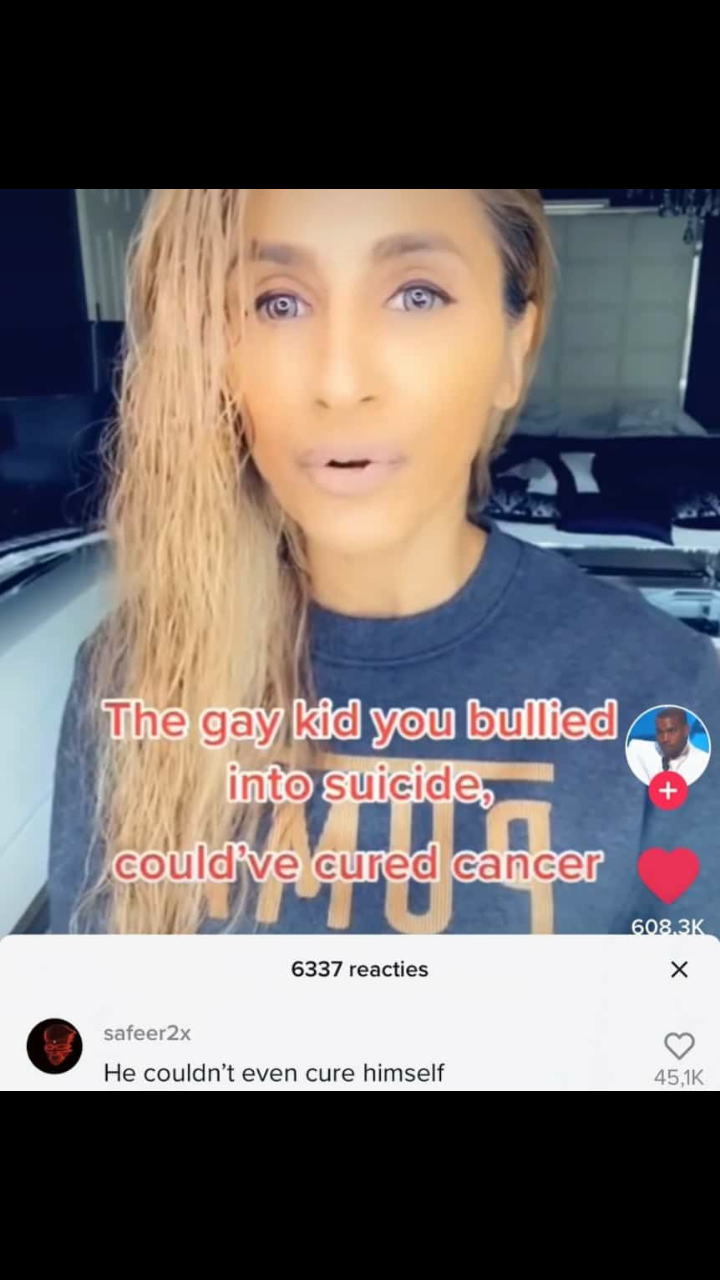 The gay kid you bullied
into suicide,
could've cured cancer
PUMA
608.3K
6337 reacties
safeer2x
He couldn't even cure himself
45,1K